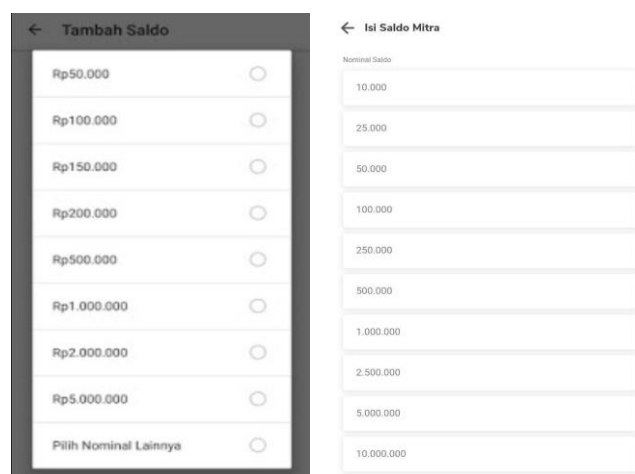 Tambah Saldo
Rp50.000
Rp100.000
Rp150.000
Rp200.000
Rp500.000
Rp1.000.000
Rp2.000.000
Rp5.000.000
Pilih Nominal Lainnya
Isi Saldo Mitra
Nominal Saldo
10.000
25.000
50.000
100.000
250.000
500.000
1.000.000
2.500.000
5.000.000
10.000.000